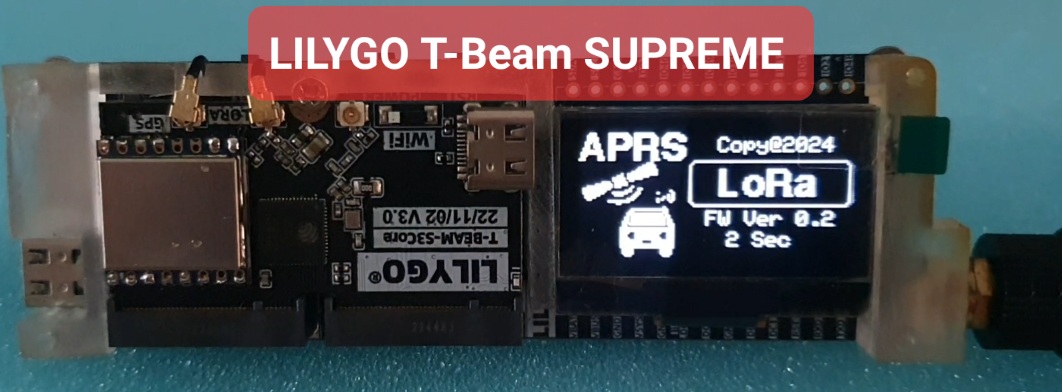 LILYGO T-Beam SUPREME
GPS
LORA
WiFi
22/11/02 V3.0
T-BEAM-S3Core
LILYGO®
APRS
Copy@2024
LoRa
FW Ver 0.2
2 Sec